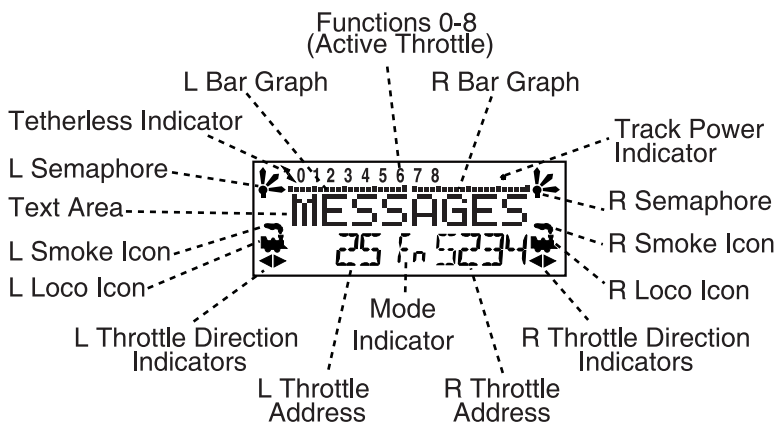 Functions 0-8
(Active Throttle)
L Bar Graph
R Bar Graph
Tetherless Indicator
Track Power
Indicator
L Semaphore
0 1 2 3 4 5 6 7 8
R Semaphore
Text Area
MESSAGES
L Smoke Icon
R Smoke Icon
25 Fn 5234
L Loco Icon
R Loco Icon
Mode
Indicator
L Throttle Direction
Indicators
R Throttle Direction
Indicators
L Throttle
Address
R Throttle
Address